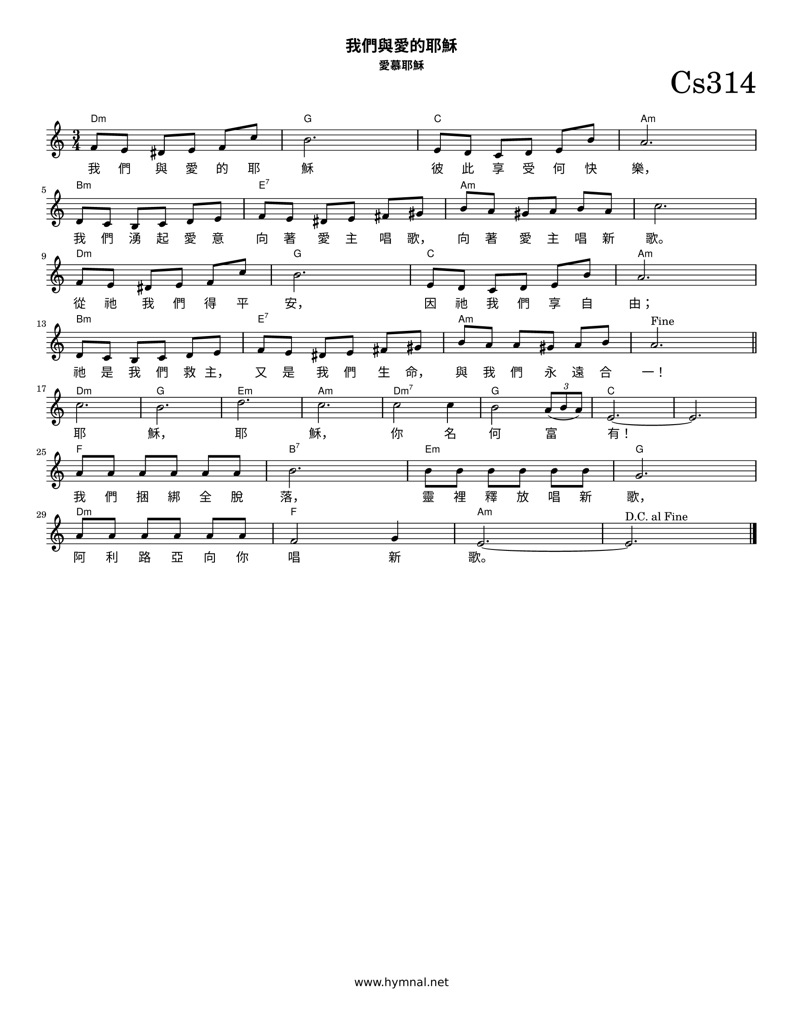 我們與愛的耶穌
愛慕耶穌
Cs314
Dm G C Am
3
4
我 們 與 愛 的 耶 穌 彼 此 享 受 何 快 樂,
5
Bm E7 Am
我 們 湧 起 愛 意 向 著 愛 主 唱 歌, 向 著 愛 主 唱 新 歌。
9
Dm G C Am
從 祂 我 們 得 平 安, 因 祂 我 們 享 自 由;
13
Bm E7 Am Fine
祂 是 我 們 救 主, 又 是 我 們 生 命, 與 我 們 永 遠 合 一!
17
Dm G Em Am Dm7 G 3 C
耶 穌, 耶 穌, 你 名 何 富 有!
25
F B7 Em G
我 們 捆 綁 全 脫 落, 靈 裡 釋 放 唱 新 歌,
29
Dm F Am D.C. al Fine
阿 利 路 亞 向 你 唱 新 歌。
www.hymnal.net